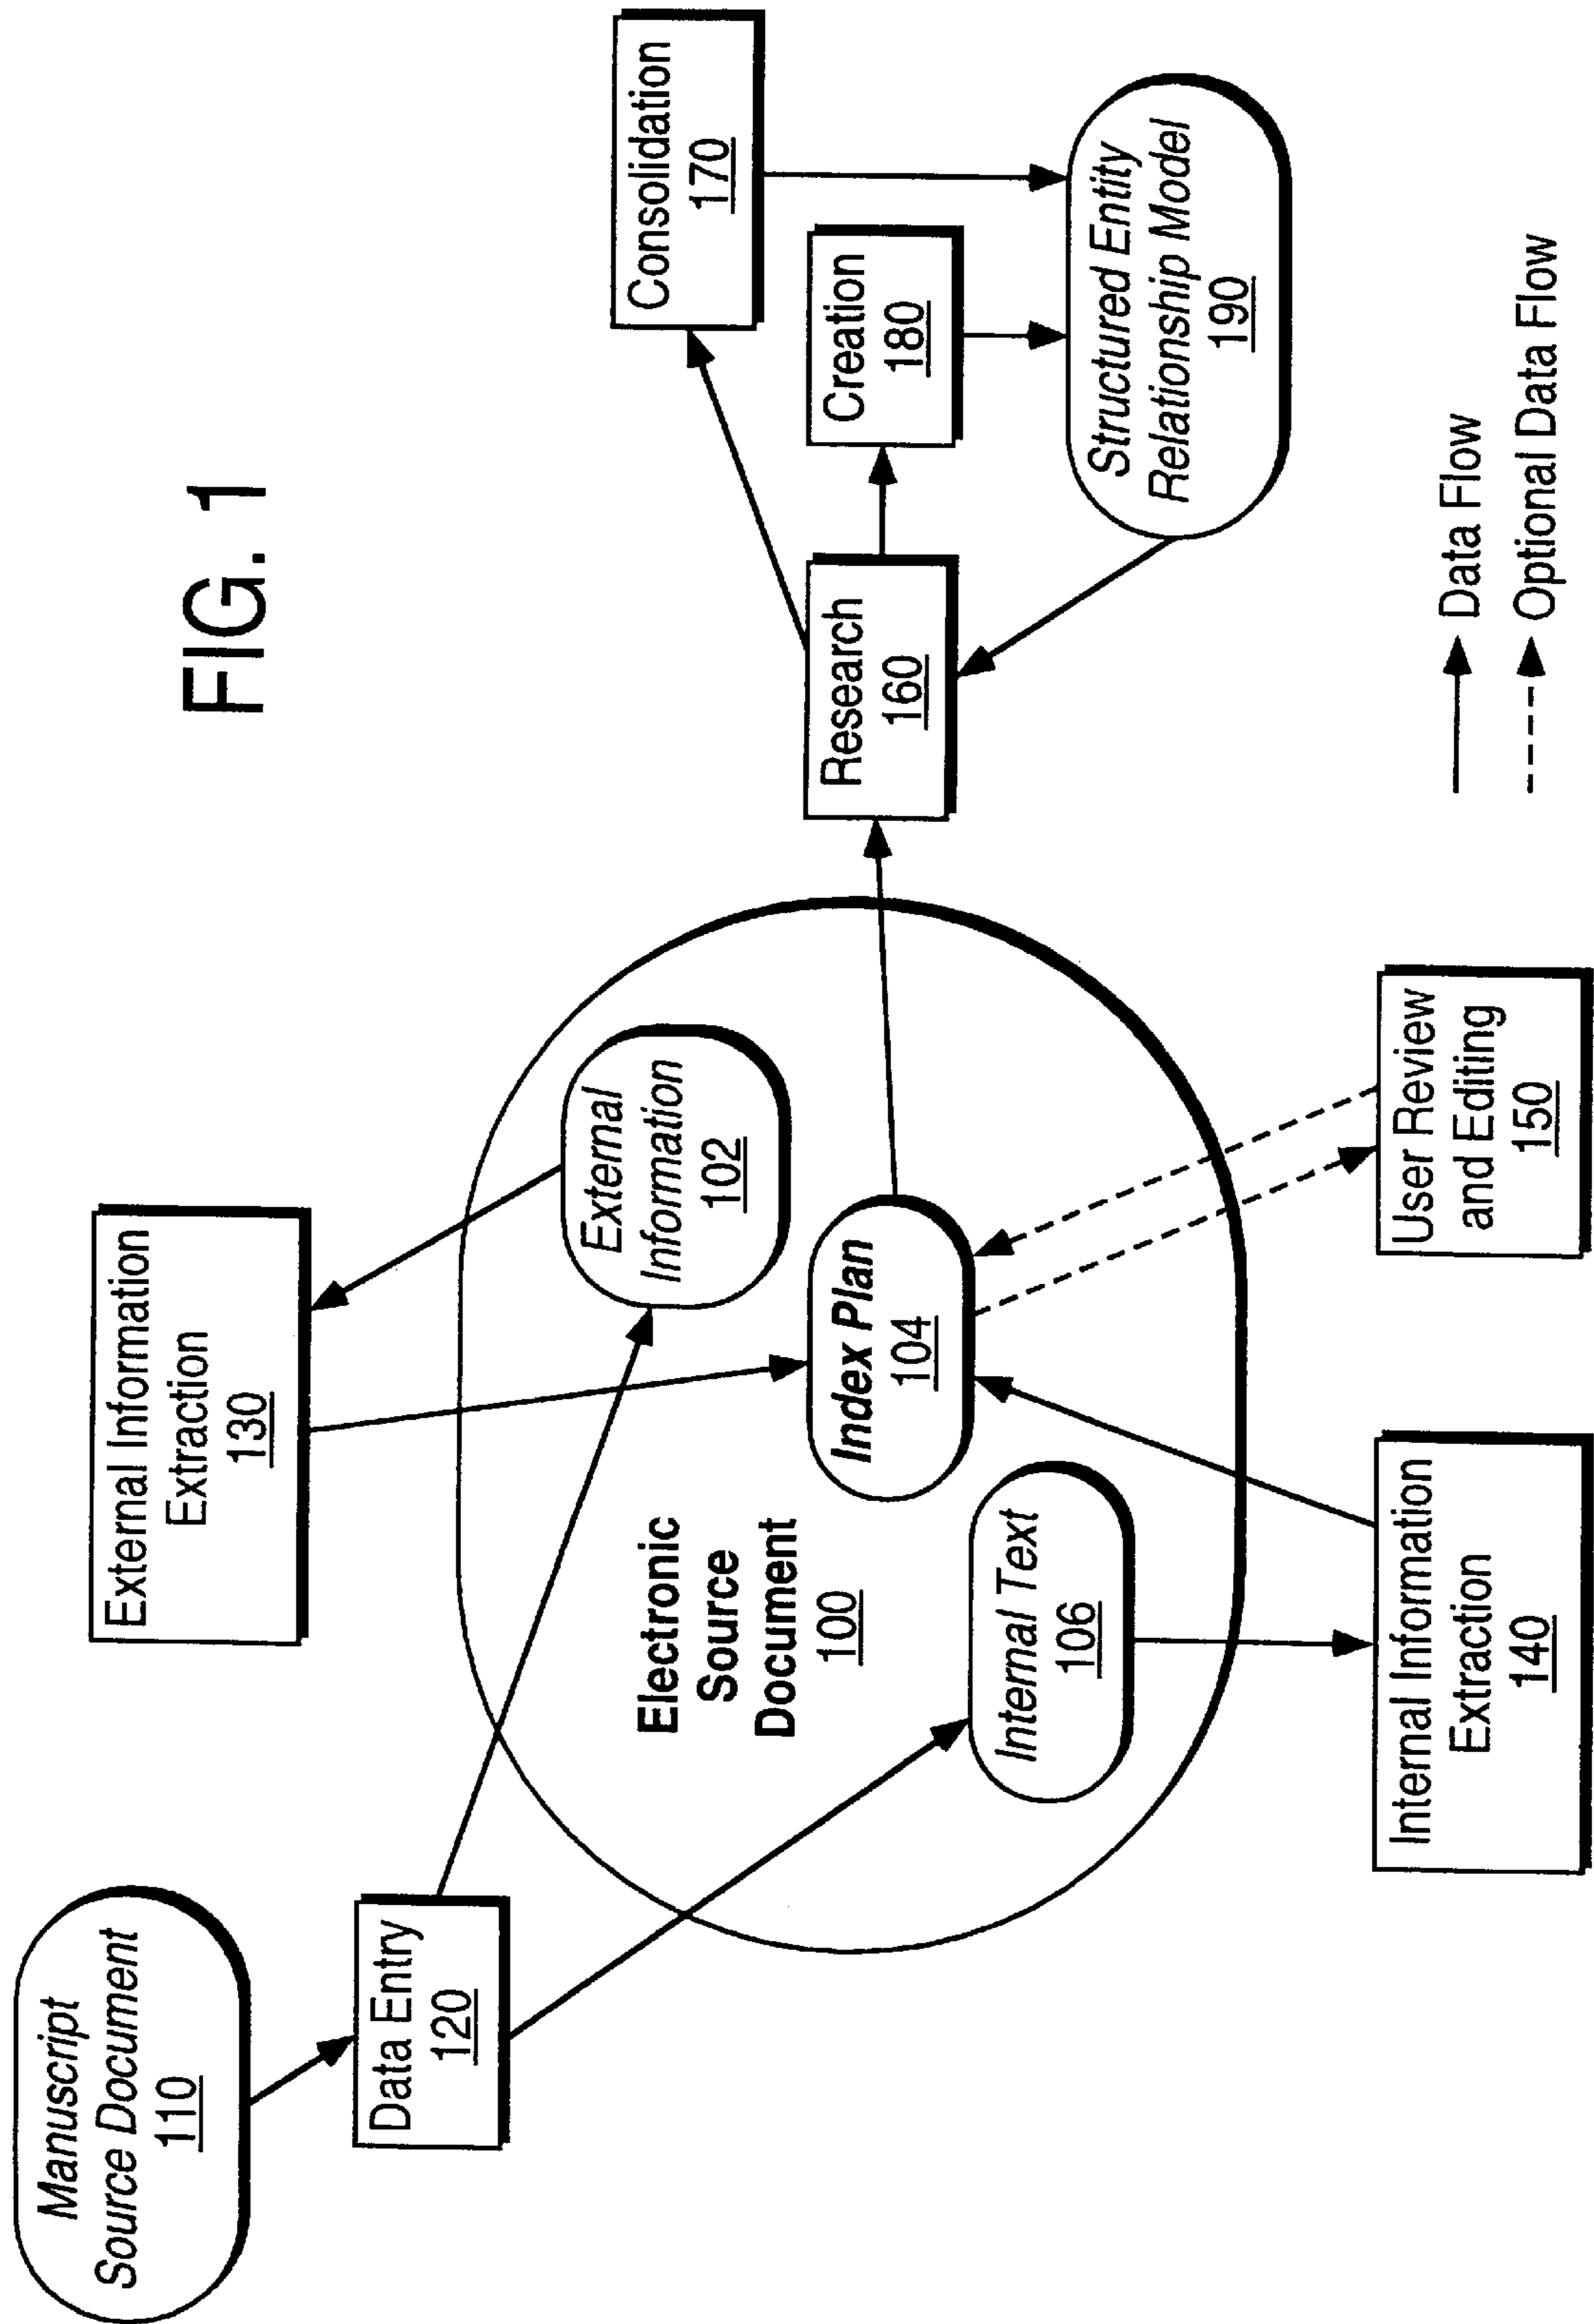 FIG. 1
Manuscript
Source Document
110
Data Entry
120
External Information
Extraction
130
Electronic
Source
Document
100
External
Information
102
Index Plan
104
Internal Text
106
Internal Information
Extraction
140
User Review
and Editing
150
Research
160
Consolidation
170
Creation
180
Structured Entity
Relationship Model
190
Data Flow
Optional Data Flow